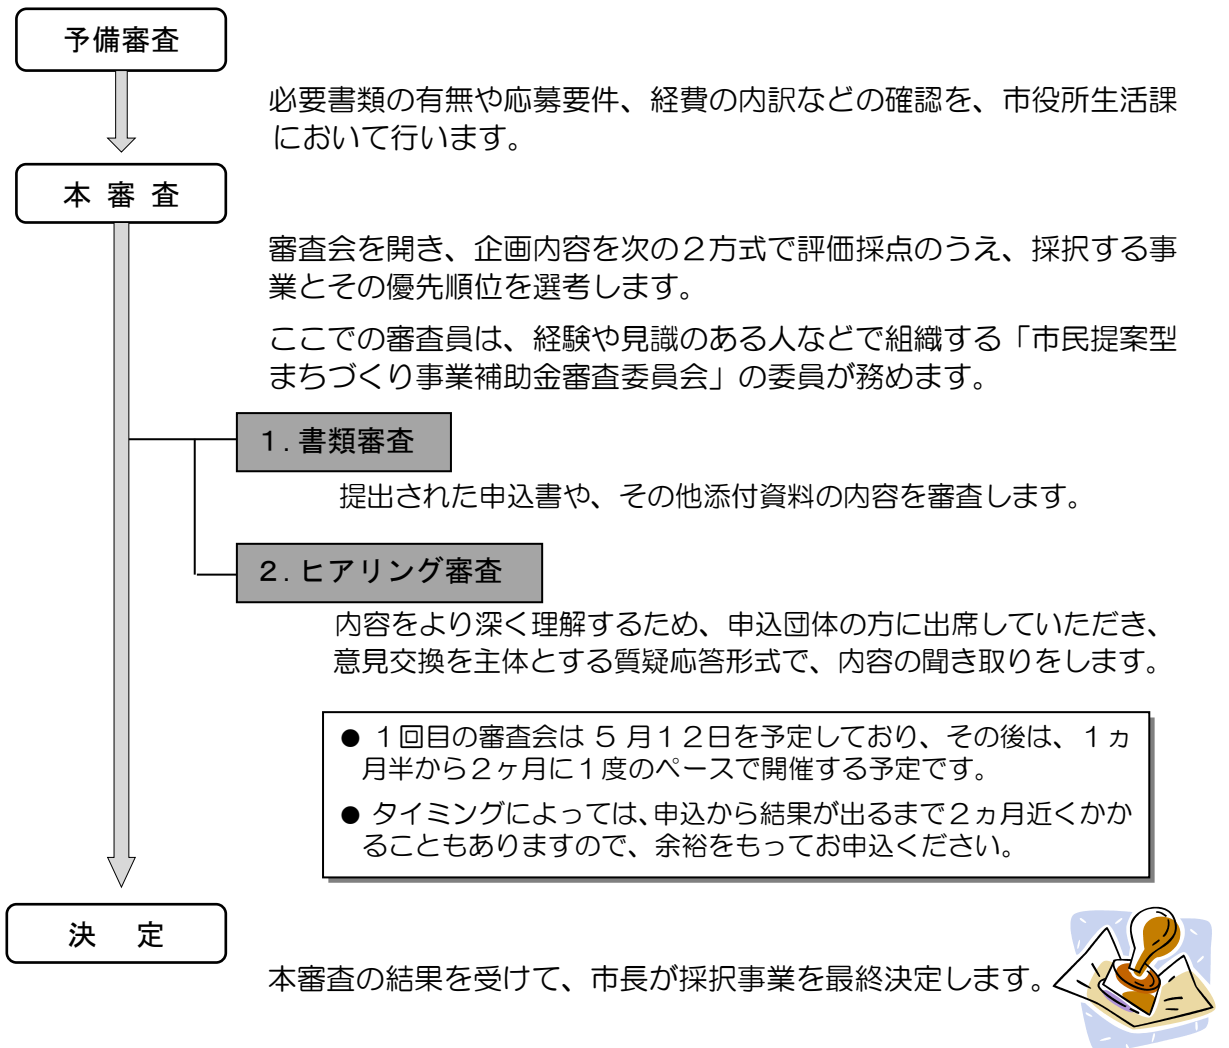 予備審査
必要書類の有無や応募要件、経費の内訳などの確認を、市役所生活課
において行います。
本 審 査
審査会を開き、企画内容を次の２方式で評価採点のうえ、採択する事
業とその優先順位を選考します。
ここでの審査員は、経験や見識のある人などで組織する「市民提案型
まちづくり事業補助金審査委員会」の委員が務めます。
１．書類審査
提出された申込書や、その他添付資料の内容を審査します。
２．ヒアリング審査
内容をより深く理解するため、申込団体の方に出席していただき、
意見交換を主体とする質疑応答形式で、内容の聞き取りをします。
● １回目の審査会は ５ 月１２日を予定しており、その後は、１ヵ
月半から２ヶ月に１度のペースで開催する予定です。
● タイミングによっては、申込から結果が出るまで２ヵ月近くかか
ることもありますので、余裕をもってお申込ください。
決　定
本審査の結果を受けて、市長が採択事業を最終決定します。